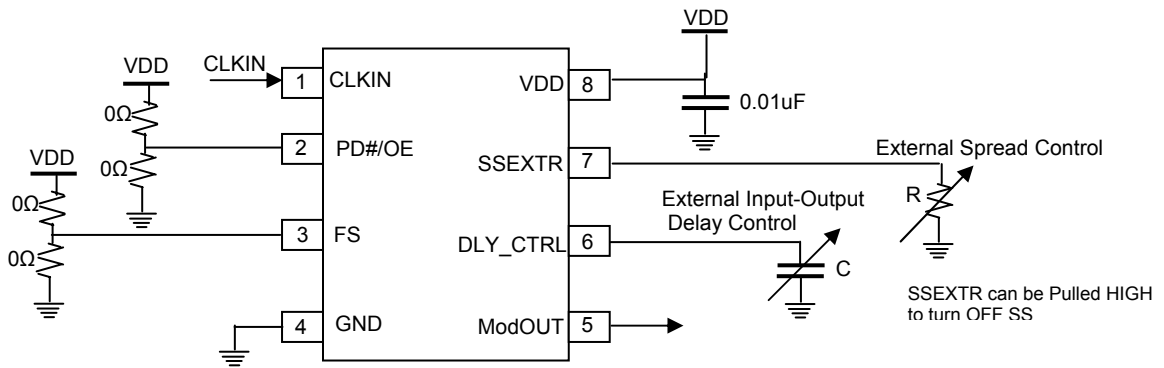 VDD
CLKIN
1
CLKIN
VDD
8
VDD
0.01uF
0Ω
0Ω
2
PD#/OE
VDD
0Ω
0Ω
3
FS
4
GND
SSEXTR
7
External Spread Control
R
External Input-Output
Delay Control
DLY_CTRL
6
C
ModOUT
5
SSEXTR can be Pulled HIGH
to turn OFF SS